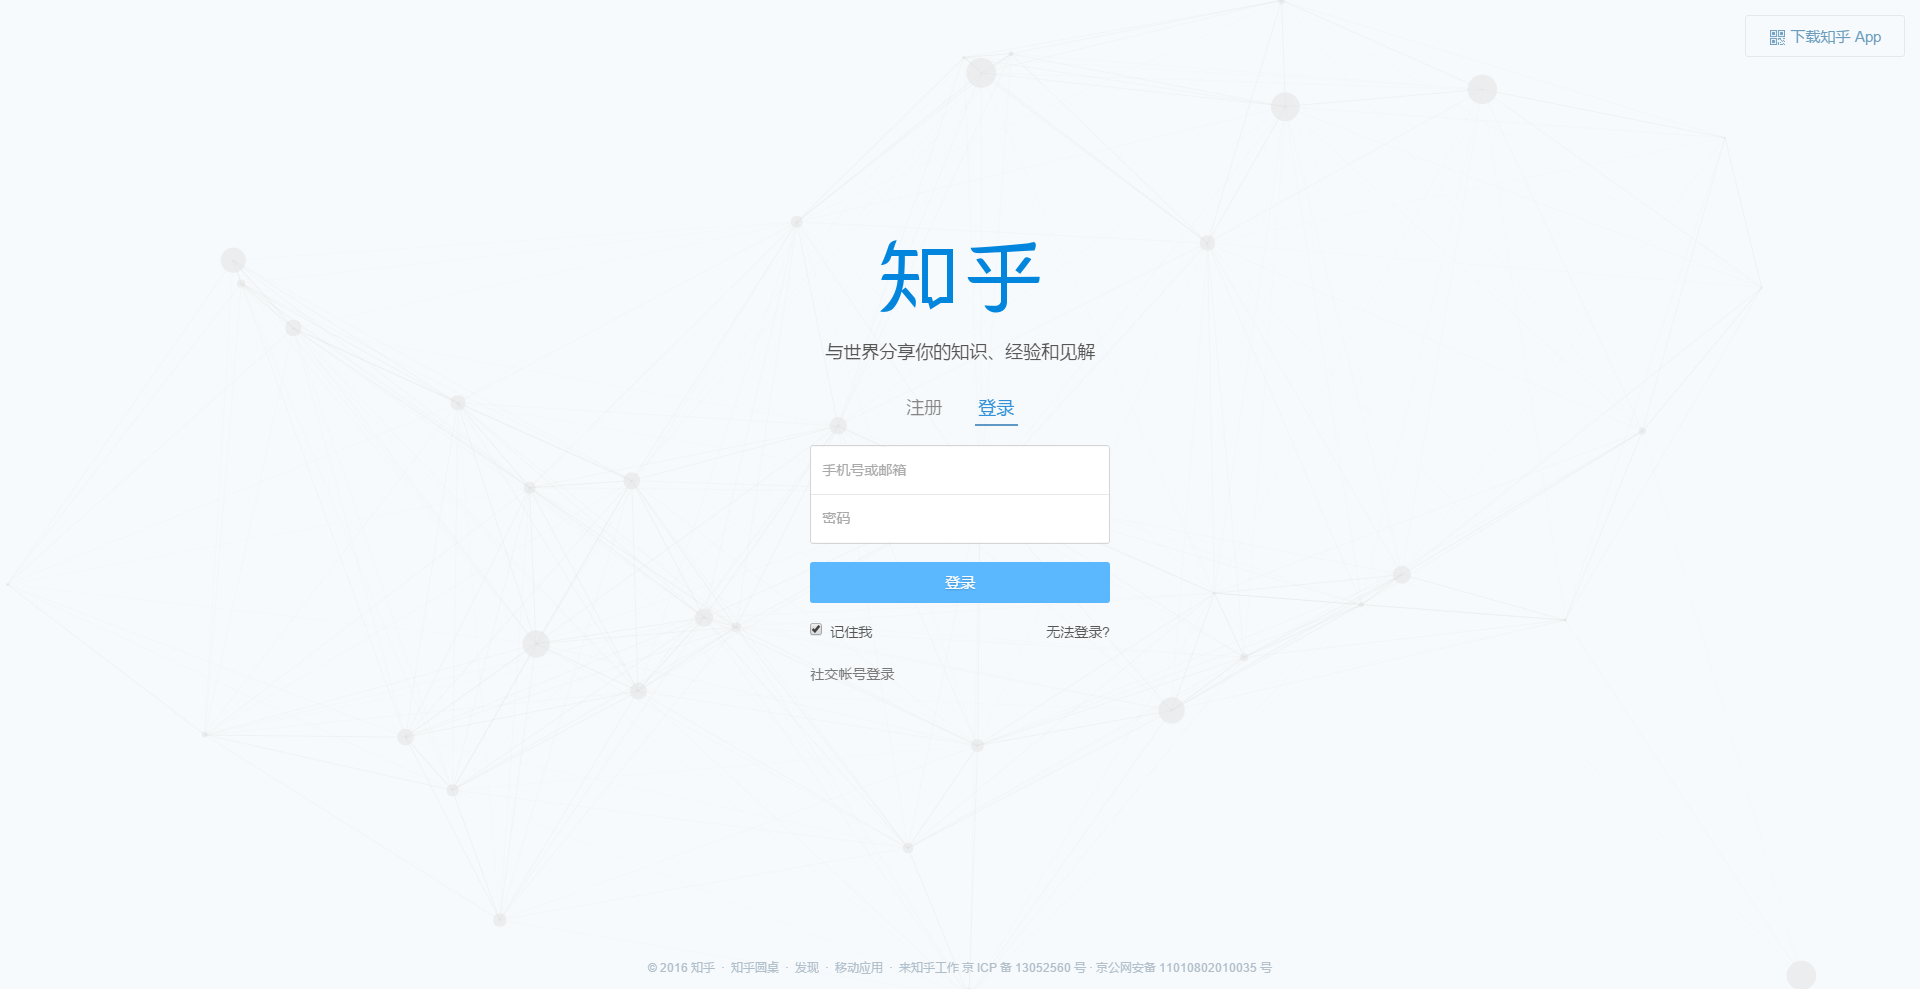 下载知乎 App
知乎
与世界分享你的知识、经验和见解
注册 登录
手机号或邮箱
密码
登录
记住我 无法登录?
社交帐号登录
© 2016 知乎 · 知乎圆桌 · 发现 · 移动应用 · 来知乎工作 京 ICP 备 13052560 号 · 京公网安备 11010802010035 号